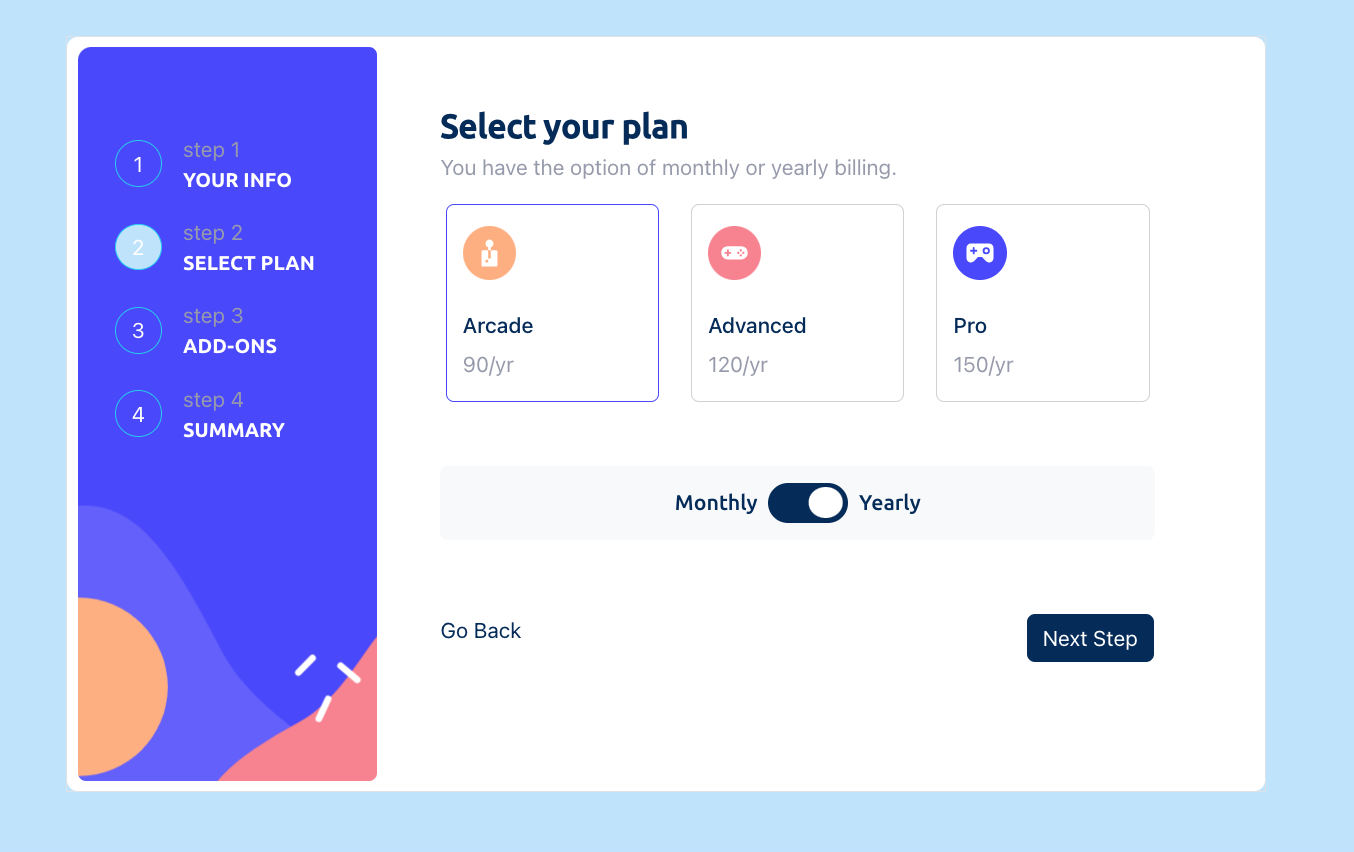 1
step 1
YOUR INFO
2
step 2
SELECT PLAN
3
step 3
ADD-ONS
4
step 4
SUMMARY
Select your plan
You have the option of monthly or yearly billing.
Arcade
90/yr
Advanced
120/yr
Pro
150/yr
Monthly Yearly
Go Back
Next Step